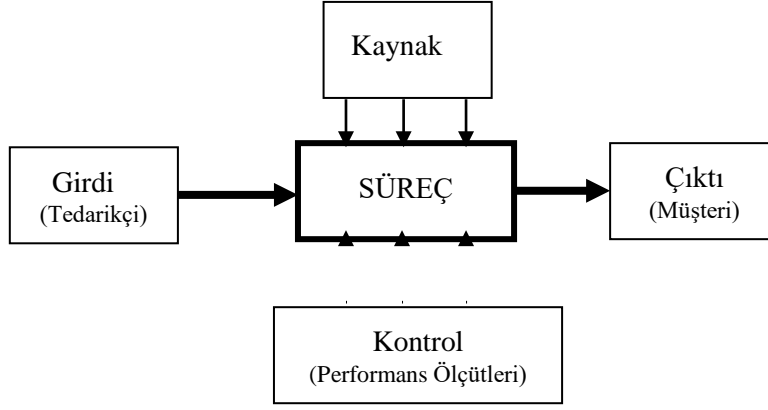 Kaynak
Girdi
(Tedarikçi)
SÜREÇ
Çıktı
(Müşteri)
Kontrol
(Performans Ölçütleri)